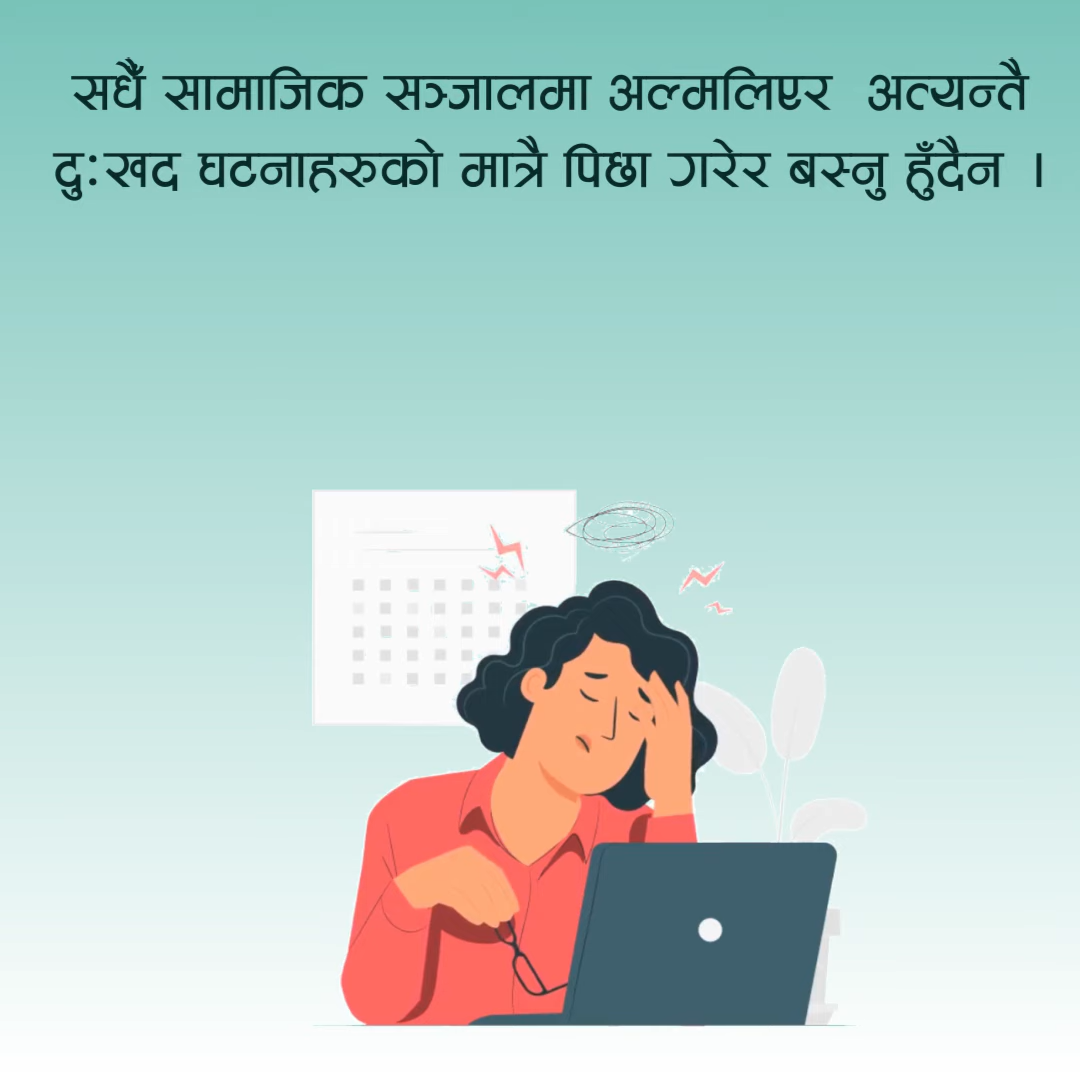 सधैँ सामाजिक सञ्जालमा अल्मलिएर अत्यन्तै
दुःखद घटनाहरुको मात्रै पिछा गरेर बस्नु हुँदैन ।